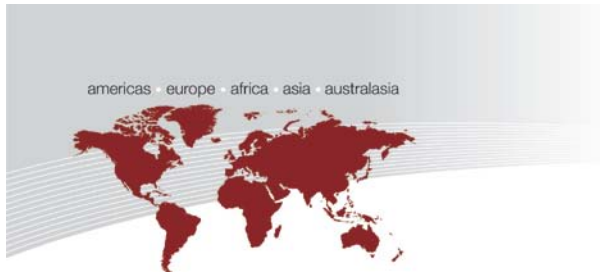 americas • europe • africa • asia • australasia